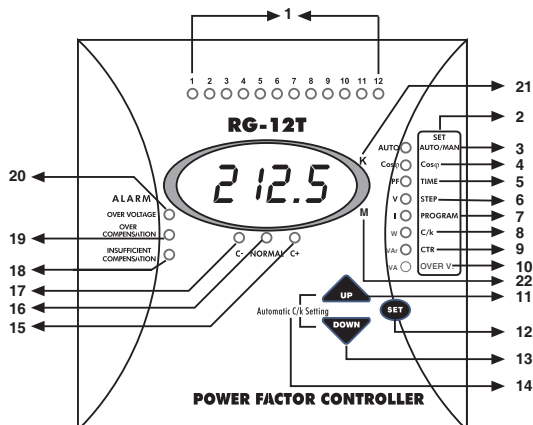 1
1 2 3 4 5 6 7 8 9 10 11 12
RG-12T
21
2
SET
AUTO AUTO/MAN 3
K
Cosφ Cosφ 4
PF TIME 5
V STEP 6
I PROGRAM 7
W C/k 8
VAr CTR 9
VA OVER V 10
M
22
212.5
20
ALARM
OVER VOLTAGE
19
OVER
COMPENSATION
18
INSUFFICIENT
COMPENSATION
17
C- NORMAL C+
16
15
UP
11
Automatic C/k Setting
SET
12
DOWN
13
14
POWER FACTOR CONTROLLER